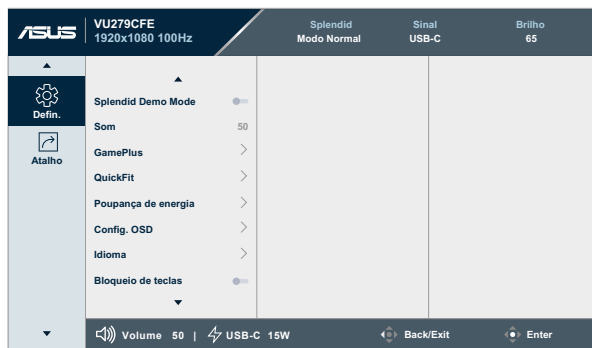 ASUS
VU279CFE
1920x1080 100Hz
Splendid
Modo Normal
Sinal
USB-C
Brilho
65
Defin.
Atalho
Splendid Demo Mode
Som 50
GamePlus
QuickFit
Poupança de energia
Config. OSD
Idioma
Bloqueio de teclas
Volume 50 | USB-C 15W
Back/Exit
Enter